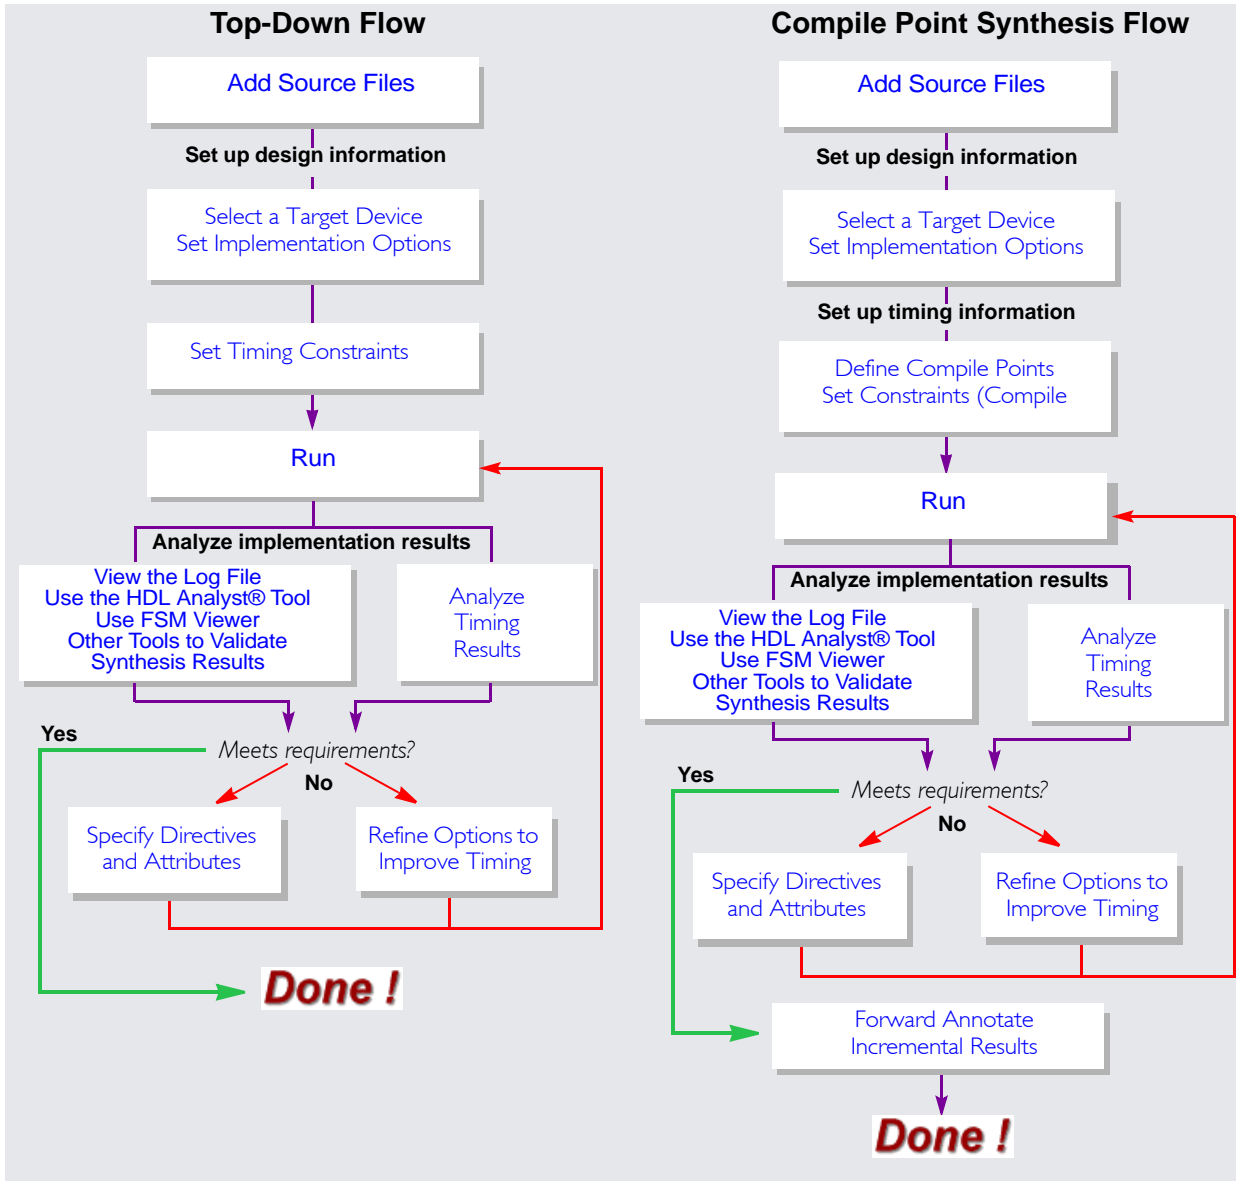 Top-Down Flow
Add Source Files
Set up design information
Select a Target Device
Set Implementation Options
Set Timing Constraints
Run
Analyze implementation results
View the Log File
Use the HDL Analyst® Tool
Use FSM Viewer
Other Tools to Validate
Synthesis Results
Analyze
Timing
Results
Yes
Meets requirements?
No
Specify Directives
and Attributes
Refine Options to
Improve Timing
Done !
Compile Point Synthesis Flow
Add Source Files
Set up design information
Select a Target Device
Set Implementation Options
Set up timing information
Define Compile Points
Set Constraints (Compile
Run
Analyze implementation results
View the Log File
Use the HDL Analyst® Tool
Use FSM Viewer
Other Tools to Validate
Synthesis Results
Analyze
Timing
Results
Yes
Meets requirements?
No
Specify Directives
and Attributes
Refine Options to
Improve Timing
Forward Annotate
Incremental Results
Done !